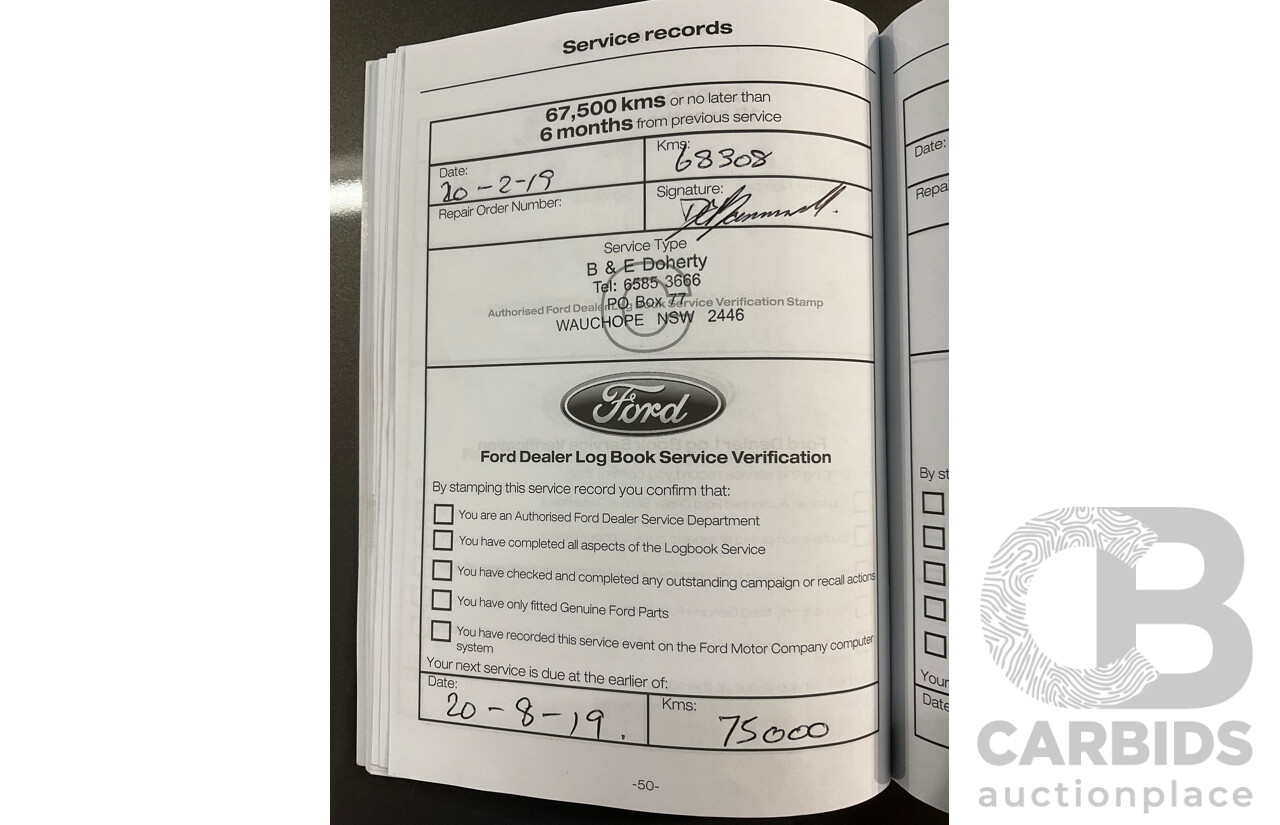 Service records
67,500 kms or no later than
6 months from previous service
Date:
20-2-19
Kms:
68308
Repair Order Number:
Signature:
Service Type
C
B & E Doherty
Tel: 6585 3666
PO Box 77
Authorised Ford Dealer Log Book Service Verification Stamp
WAUCHOPE NSW 2446
Ford
Ford Dealer Log Book Service Verification
By stamping this service record you confirm that:
You are an Authorised Ford Dealer Service Department
You have completed all aspects of the Logbook Service
You have checked and completed any outstanding campaign or recall actions
You have only fitted Genuine Ford Parts
You have recorded this service event on the Ford Motor Company computer
system
Your next service is due at the earlier of:
Date:
20-8-19.
Kms:
75000
-50-
Date:
Repa
By st
Your
Date
CB
CARBIDS
auctionplace